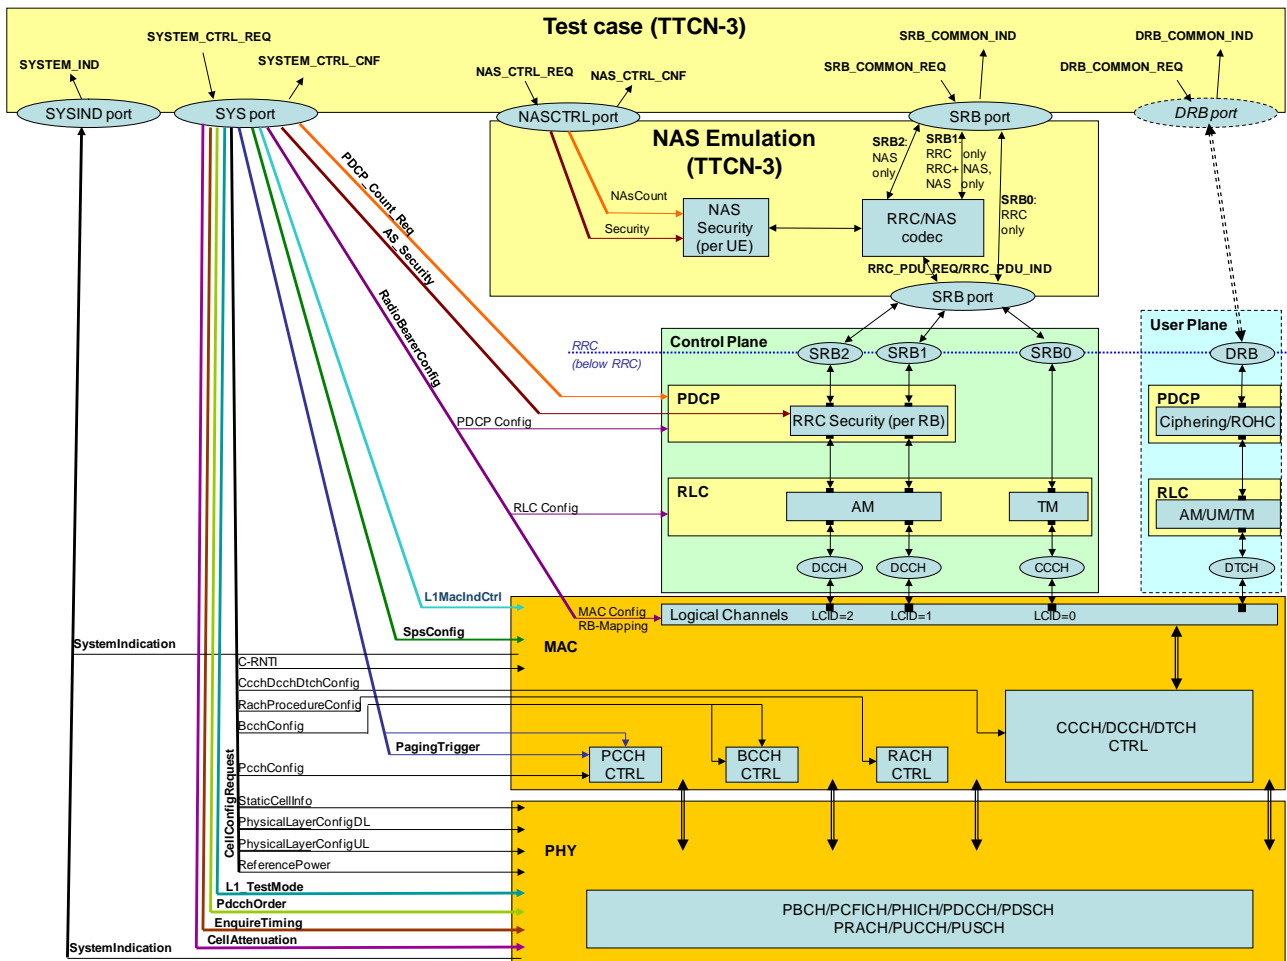 Test case (TTCN-3)
SYSTEM_CTRL_REQ
SYSTEM_IND
SYSTEM_CTRL_CNF
NAS_CTRL_REQ
NAS_CTRL_CNF
SRB_COMMON_IND
SRB_COMMON_REQ
DRB_COMMON_IND
DRB_COMMON_REQ
SYSIND port
SYS port
NASCTRL port
SRB port
DRB port
NAS Emulation
(TTCN-3)
SRB2:
NAS
only
SRB1:
RRC only
RRC+ NAS,
NAS only
SRB0:
RRC
only
NAsCount
Security
NAS
Security
(per UE)
RRC/NAS
codec
RRC_PDU_REQ/RRC_PDU_IND
SRB port
PDCP_Count_Req
AS_Security
RadioBearerConfig
RRC
(below RRC)
Control Plane
SRB2
SRB1
SRB0
User Plane
DRB
PDCP
RRC Security (per RB)
PDCP
Ciphering/ROHC
PDCP Config
RLC
AM
TM
RLC
AM/UM/TM
RLC Config
DCCH
DCCH
CCCH
DTCH
L1MacIndCtrl
MAC Config
RB-Mapping
Logical Channels
LCID=2
LCID=1
LCID=0
SpsConfig
MAC
SystemIndication
C-RNTI
CcchDcchDtchConfig
RachProcedureConfig
BcchConfig
PagingTrigger
PcchConfig
PCCH
CTRL
BCCH
CTRL
RACH
CTRL
CCCH/DCCH/DTCH
CTRL
CellConfigRequest
StaticCellInfo
PhysicalLayerConfigDL
PhysicalLayerConfigUL
ReferencePower
PHY
L1_TestMode
PdcchOrder
EnquireTiming
CellAttenuation
SystemIndication
PBCH/PCFICH/PHICH/PDCCH/PDSCH
PRACH/PUCCH/PUSCH